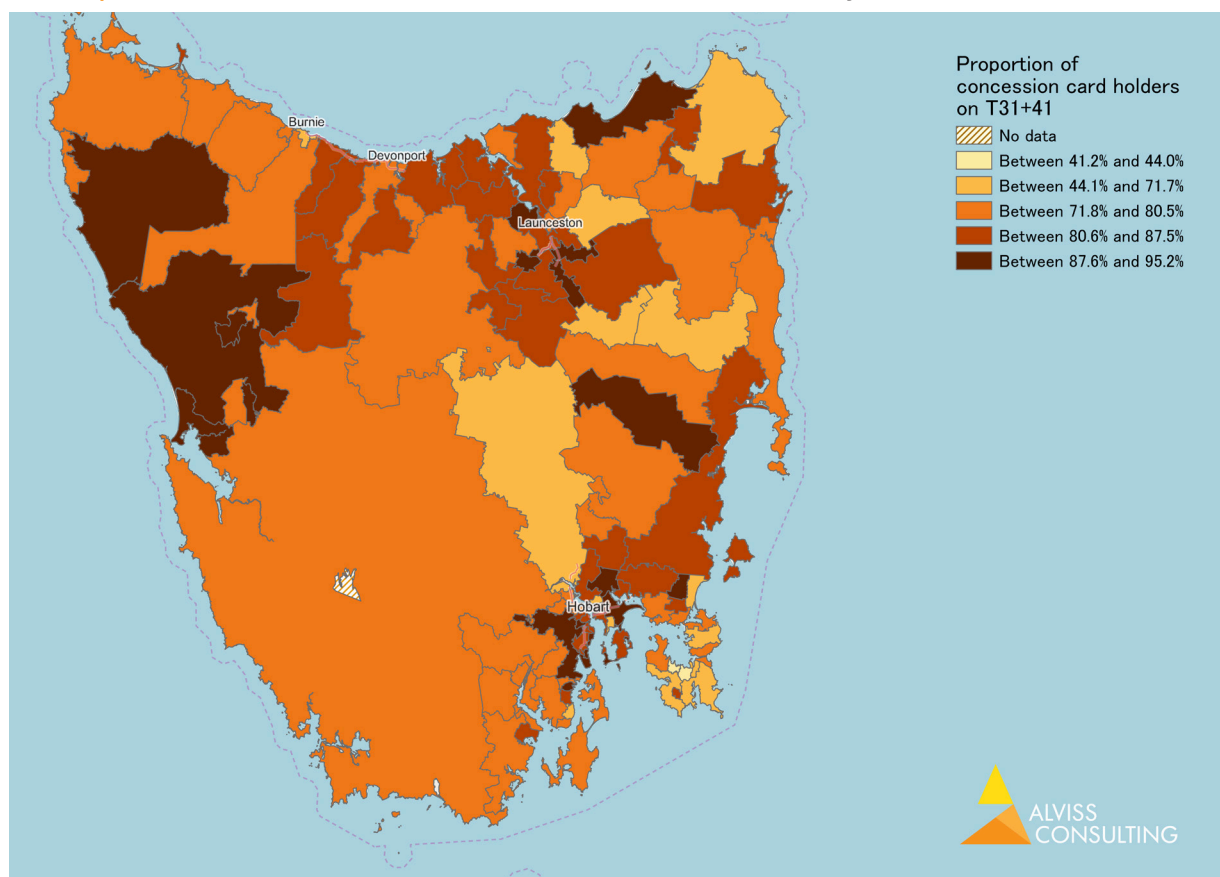 Proportion of
concession card holders
on T31+41
No data
Between 41.2% and 44.0%
Between 44.1% and 71.7%
Between 71.8% and 80.5%
Between 80.6% and 87.5%
Between 87.6% and 95.2%
Burnie
Devonport
Launceston
Hobart
ALVISS
CONSULTING